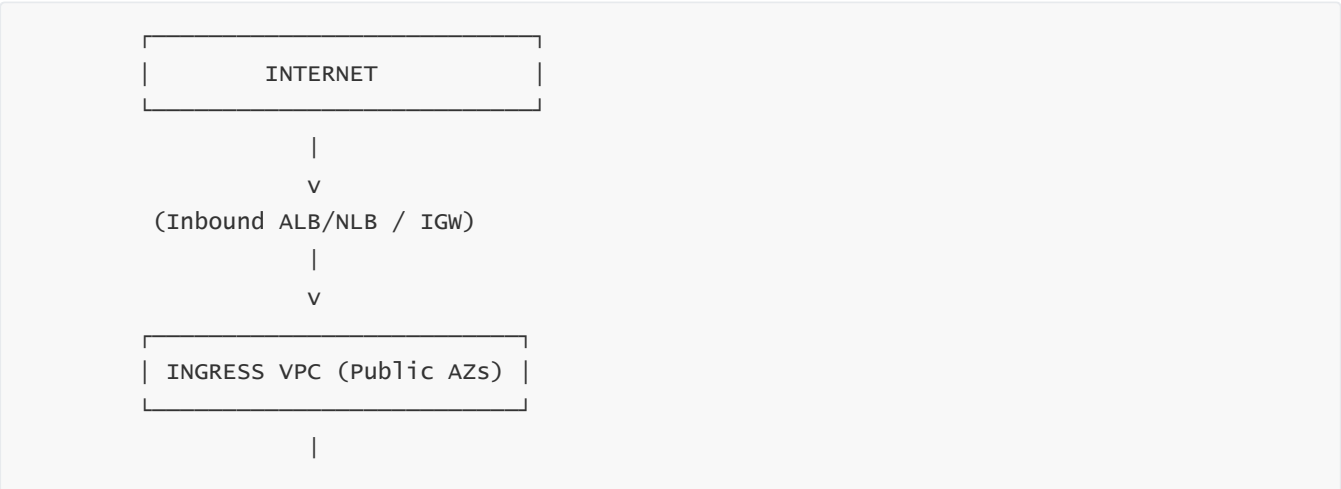 ┌───────────────────────────┐
│        INTERNET           │
└───────────────────────────┘
|
v
(Inbound ALB/NLB / IGW)
|
v
┌──────────────────────────┐
│ INGRESS VPC (Public AZs) │
└──────────────────────────┘
|